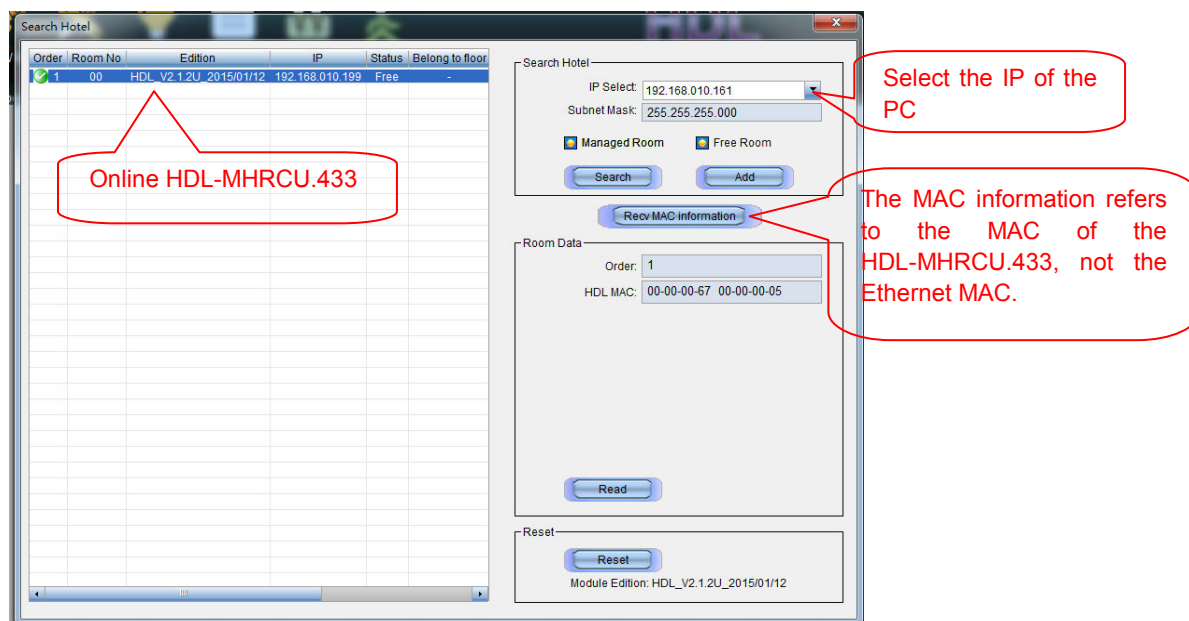 HDL
Search Hotel
Order Room No Edition IP Status Belong to floor
1 00 HDL_V2.1.2U_2015/01/12 192.168.010.199 Free -
Online HDL-MHRCU.433
Search Hotel
IP Select: 192.168.010.161
Subnet Mask: 255.255.255.000
Managed Room Free Room
Search Add
Recv MAC information
Room Data
Order: 1
HDL MAC: 00-00-00-67 00-00-00-05
Read
Reset
Reset
Module Edition: HDL_V2.1.2U_2015/01/12
Select the IP of the
PC
The MAC information refers
to the MAC of the
HDL-MHRCU.433, not the
Ethernet MAC.